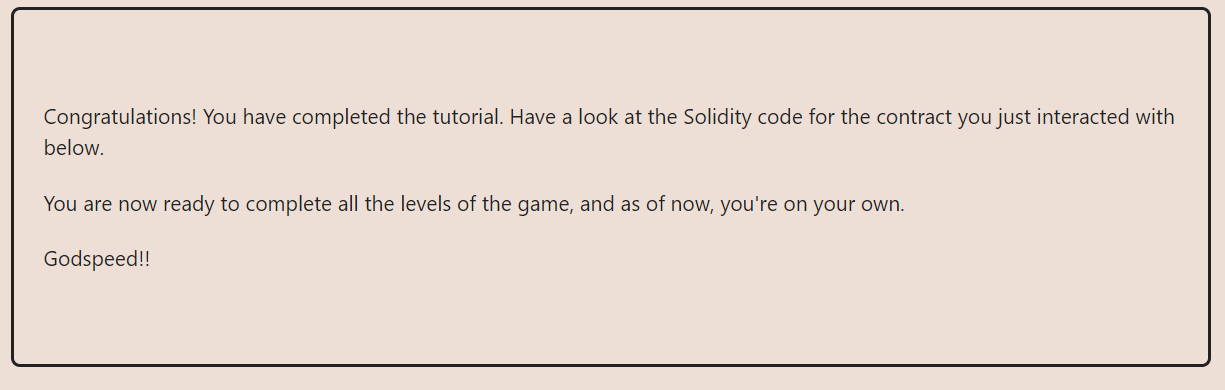 Congratulations! You have completed the tutorial. Have a look at the Solidity code for the contract you just interacted with
below.
You are now ready to complete all the levels of the game, and as of now, you're on your own.
Godspeed!!